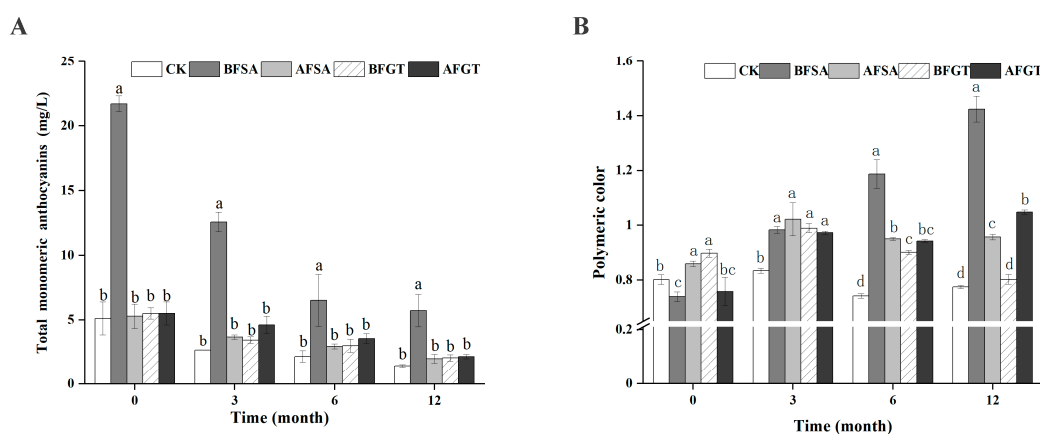 A
CK BFSA AFSA BFGT AFGT
Total monomeric anthocyanins (mg/L)
25
20
15
10
5
0
a
b b b b
a
b b b b
a
b b b b
a
b b b b
0 3 6 12
Time (month)
B
CK BFSA AFSA BFGT AFGT
Polymeric color
1.6
1.4
1.2
1
0.8
0.2
0
b c a a bc
b a a a a
d a b c bc
d a c d b
0 3 6 12
Time (month)